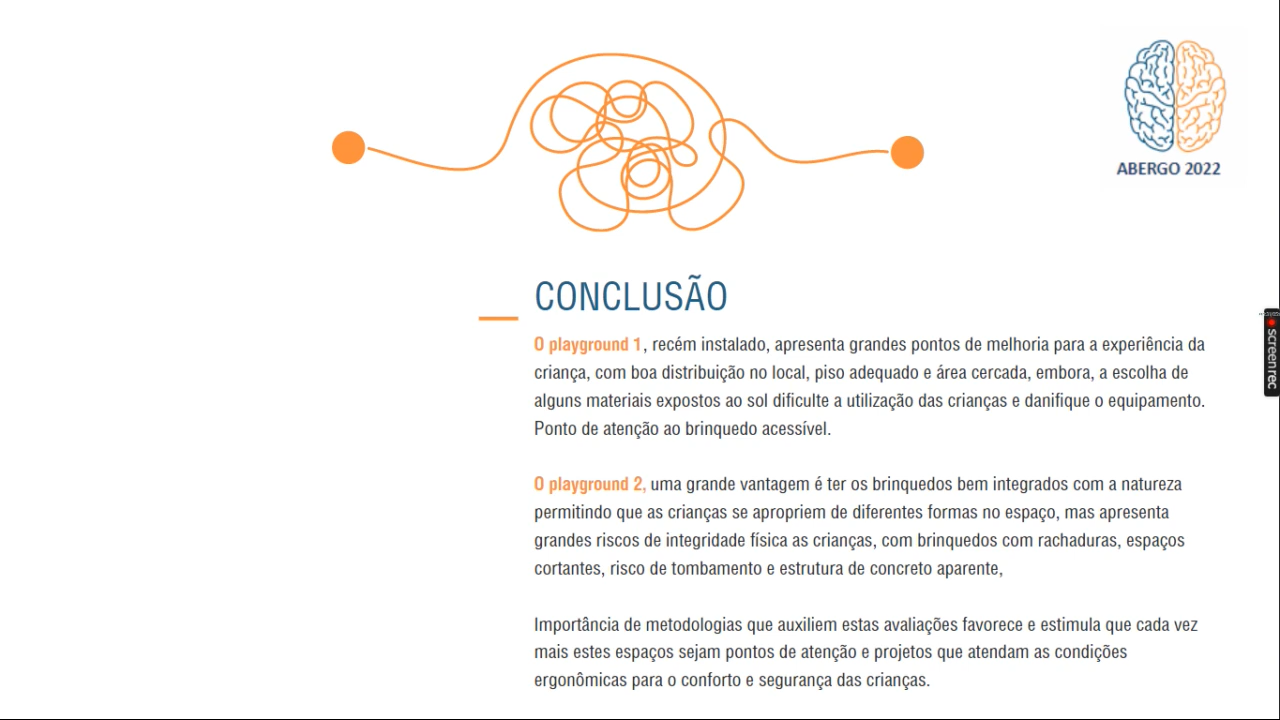 ABERGO 2022
CONCLUSÃO
O playground 1, recém instalado, apresenta grandes pontos de melhoria para a experiência da
criança, com boa distribuição no local, piso adequado e área cercada, embora, a escolha de
alguns materiais expostos ao sol dificulte a utilização das crianças e danifique o equipamento.
Ponto de atenção ao brinquedo acessível.
O playground 2, uma grande vantagem é ter os brinquedos bem integrados com a natureza
permitindo que as crianças se apropriem de diferentes formas no espaço, mas apresenta
grandes riscos de integridade física as crianças, com brinquedos com rachaduras, espaços
cortantes, risco de tombamento e estrutura de concreto aparente,
Importância de metodologias que auxiliem estas avaliações favorece e estimula que cada vez
mais estes espaços sejam pontos de atenção e projetos que atendam as condições
ergonômicas para o conforto e segurança das crianças.
screenrec